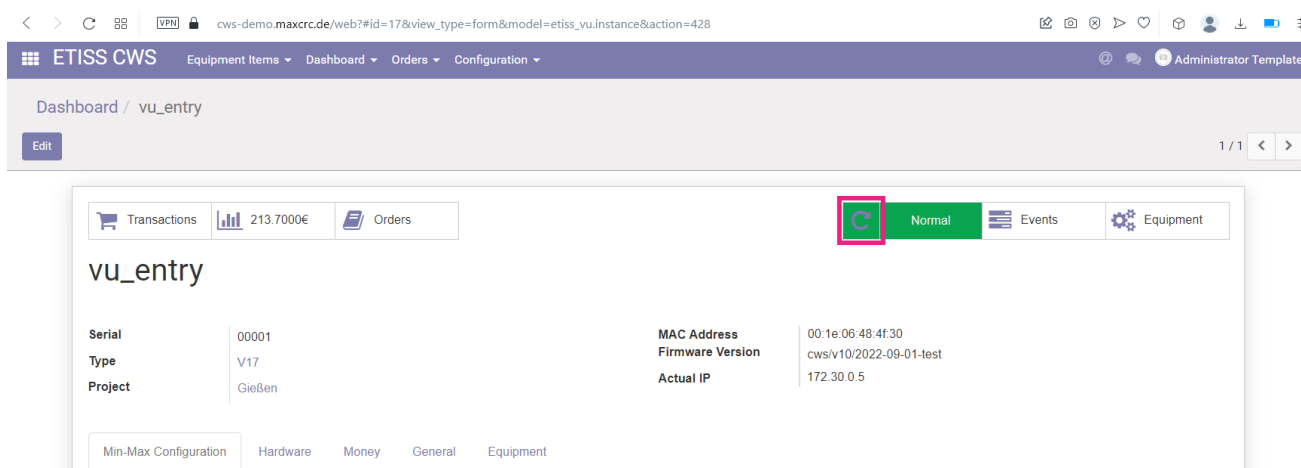 VPN cws-demo.maxcrc.de/web?#id=17&view_type=form&model=etiss_vu.instance&action=428
ETISS CWS Equipment Items Dashboard Orders Configuration @ Administrator Template
Dashboard / vu_entry
Edit 1 / 1
Transactions 213.7000€ Orders Normal Events Equipment
vu_entry
Serial 00001 MAC Address 00:1e:06:48:4f:30
Type V17 Firmware Version cws/v10/2022-09-01-test
Project Gießen Actual IP 172.30.0.5
Min-Max Configuration Hardware Money General Equipment